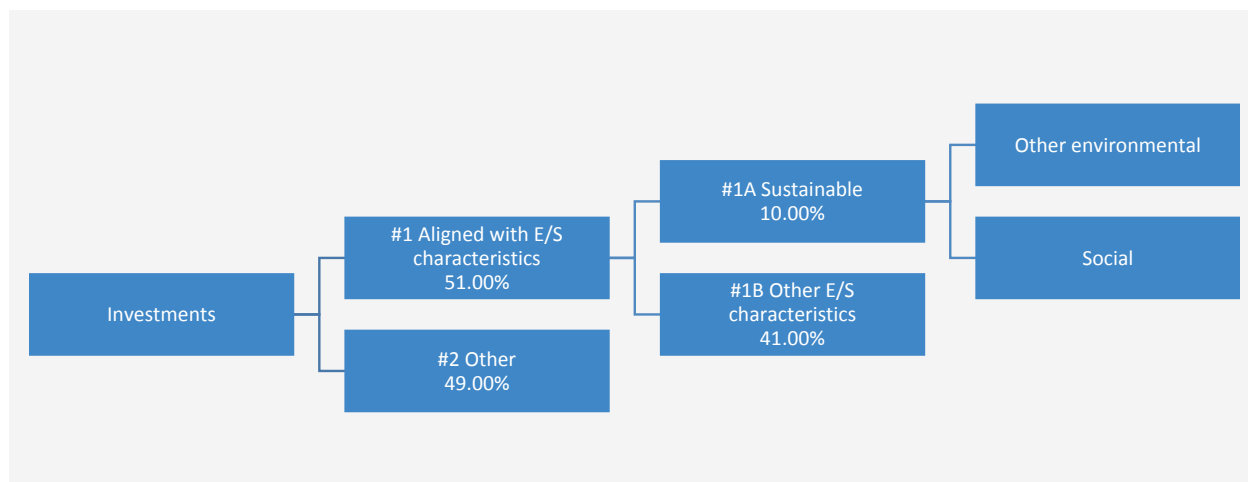 Investments
#1 Aligned with E/S
characteristics
51.00%
#2 Other
49.00%
#1A Sustainable
10.00%
#1B Other E/S
characteristics
41.00%
Other environmental
Social